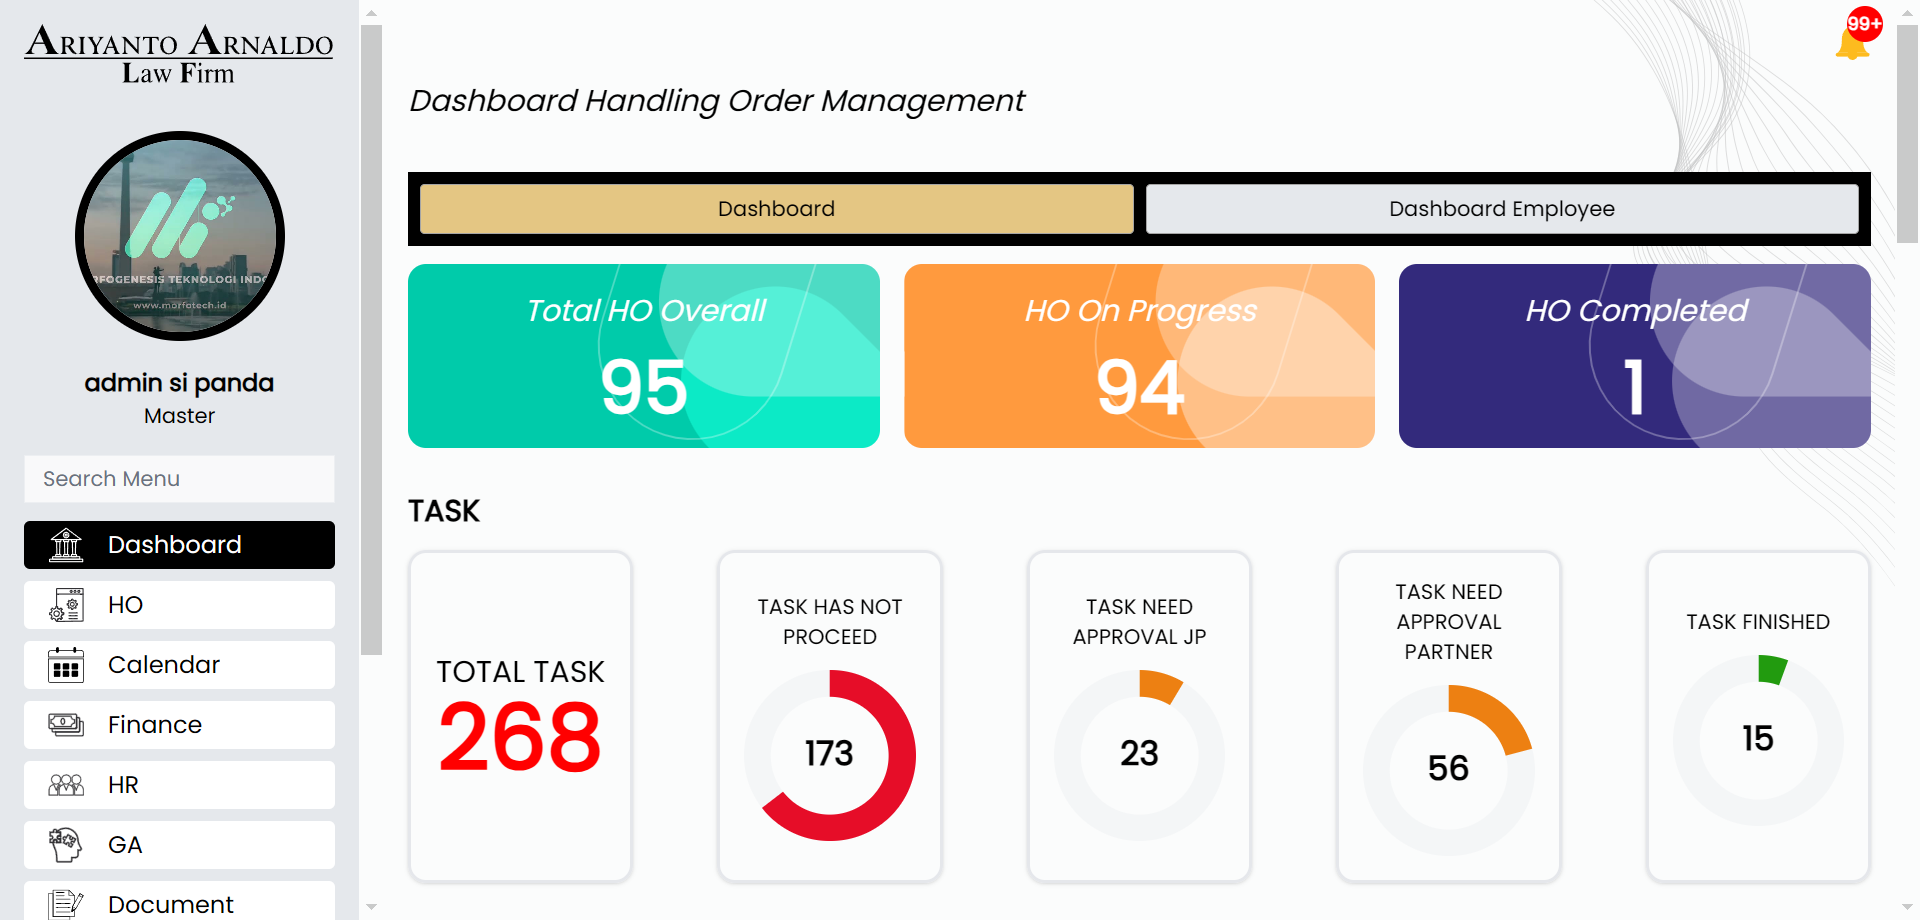 ARIYANTO ARNALDO
Law Firm
RFOGENESIS TEKNOLOGI INDO
www.morfotech.id
admin si panda
Master
Search Menu
Dashboard
HO
Calendar
Finance
HR
GA
Document
99+
Dashboard Handling Order Management
Dashboard
Dashboard Employee
Total HO Overall
95
HO On Progress
94
HO Completed
1
TASK
TOTAL TASK
268
TASK HAS NOT
PROCEED
173
TASK NEED
APPROVAL JP
23
TASK NEED
APPROVAL
PARTNER
56
TASK FINISHED
15